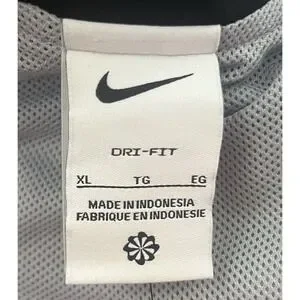 DRI-FIT
XL TG EG
MADE IN INDONESIA
FABRIQUE EN INDONESIE